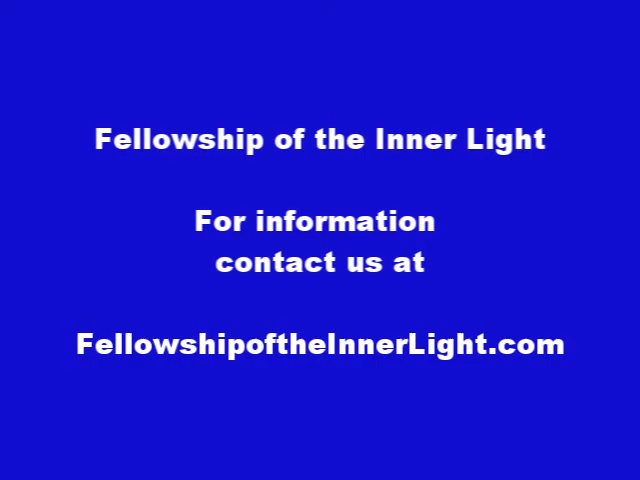 Fellowship of the Inner Light
For information
contact us at
FellowshipoftheInnerLight.com